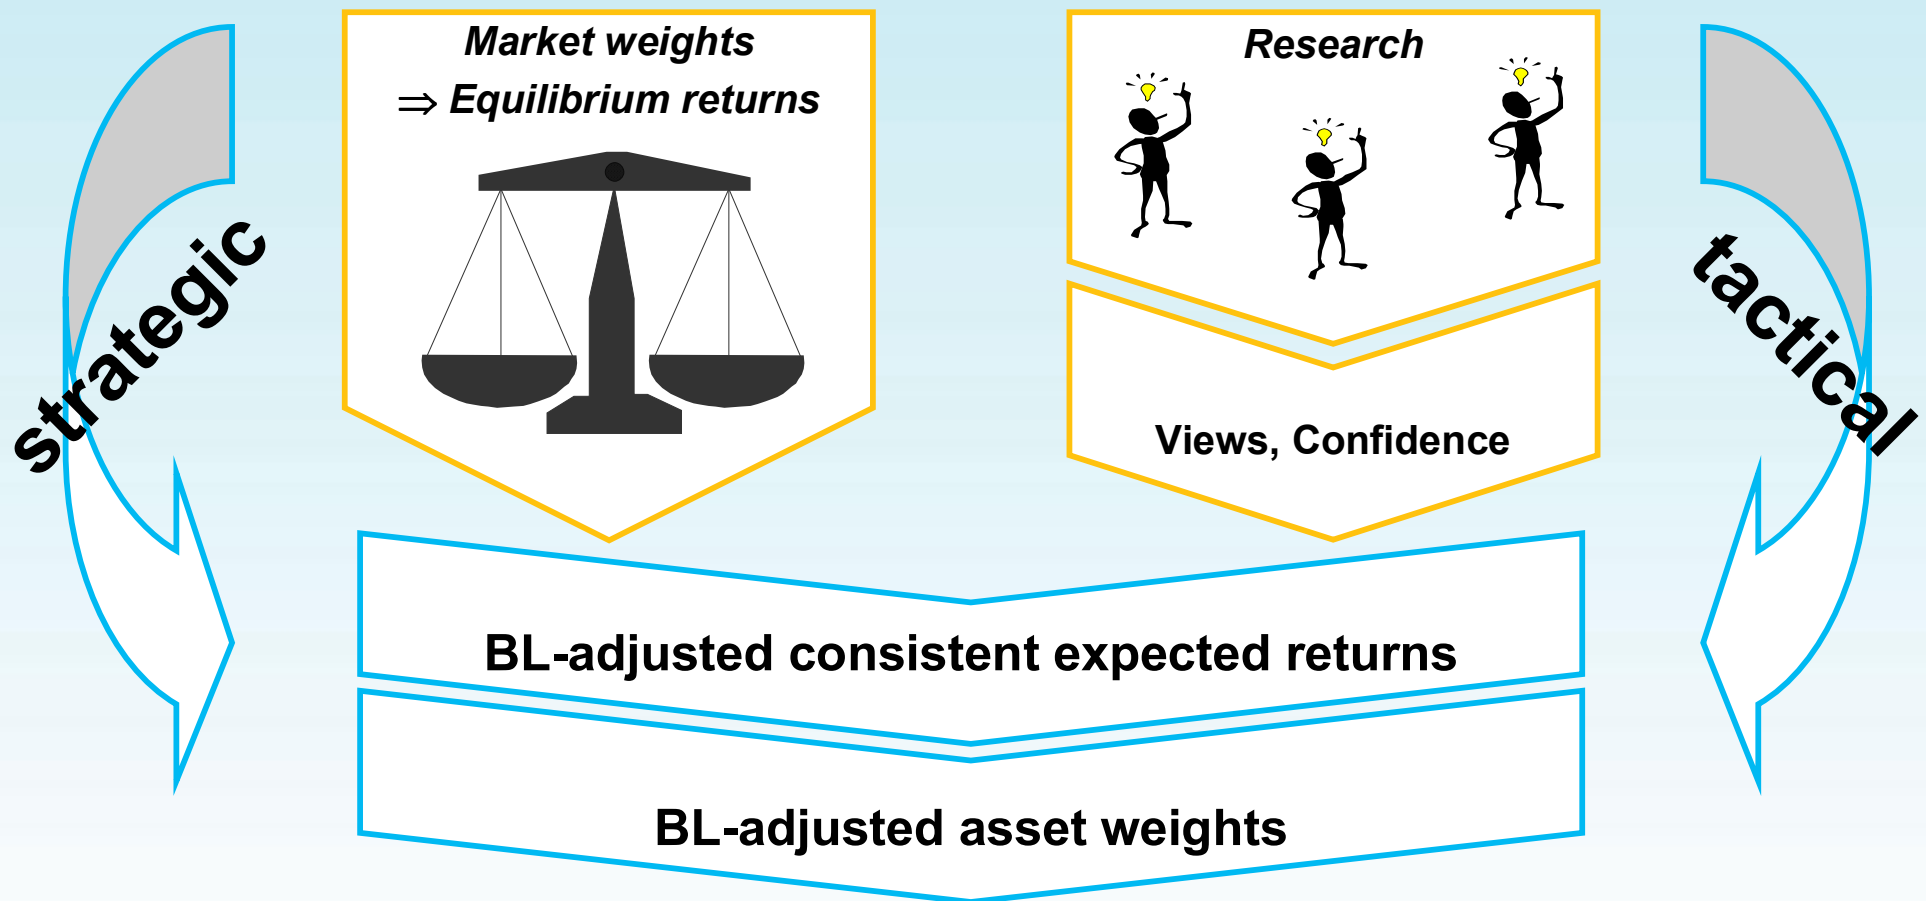 Market weights
⇒ Equilibrium returns
Research
strategic
tactical
Views, Confidence
BL-adjusted consistent expected returns
BL-adjusted asset weights